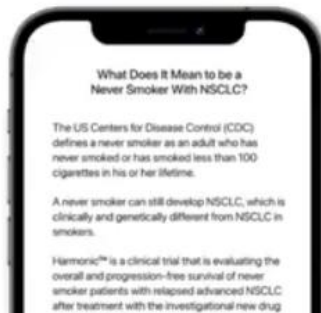 What Does It Mean to be a
Never Smoker With NSCLC?
The US Centers for Disease Control (CDC)
defines a never smoker as an adult who has
never smoked or has smoked less than 100
cigarettes in his or her lifetime.
A never smoker can still develop NSCLC, which is
clinically and genetically different from NSCLC in
smokers.
Harmonic™ is a clinical trial that is evaluating the
overall and progression-free survival of never
smoker patients with relapsed advanced NSCLC
after treatment with the investigational new drug